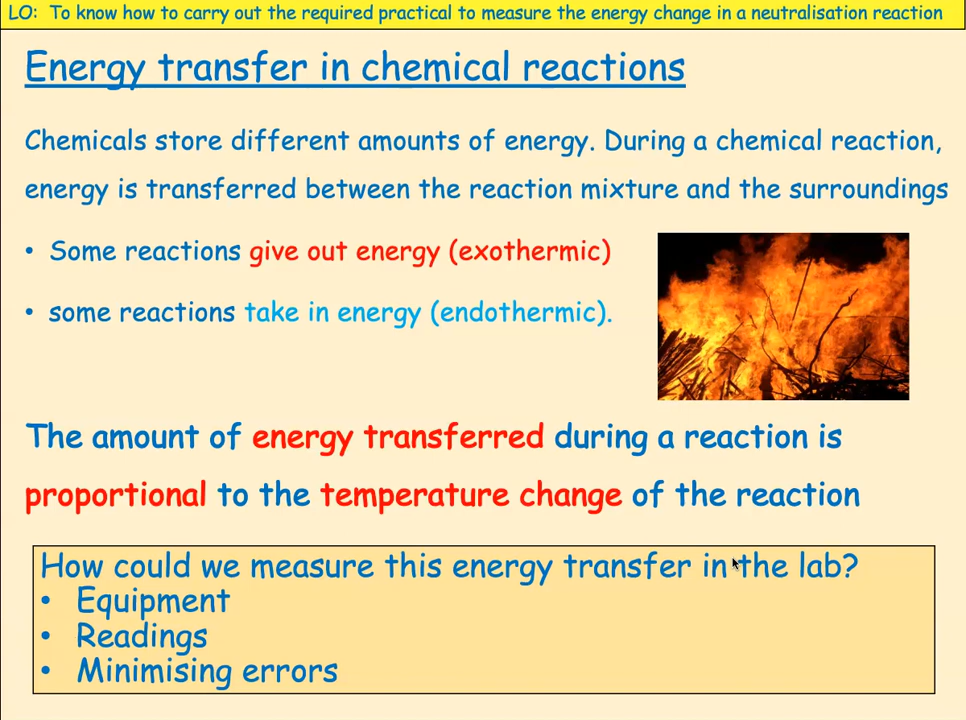 LO:  To know how to carry out the required practical to measure the energy change in a neutralisation reaction
Energy transfer in chemical reactions
Chemicals store different amounts of energy. During a chemical reaction,
energy is transferred between the reaction mixture and the surroundings
• Some reactions give out energy (exothermic)
• some reactions take in energy (endothermic).
The amount of energy transferred during a reaction is
proportional to the temperature change of the reaction
How could we measure this energy transfer in the lab?
• Equipment
• Readings
• Minimising errors